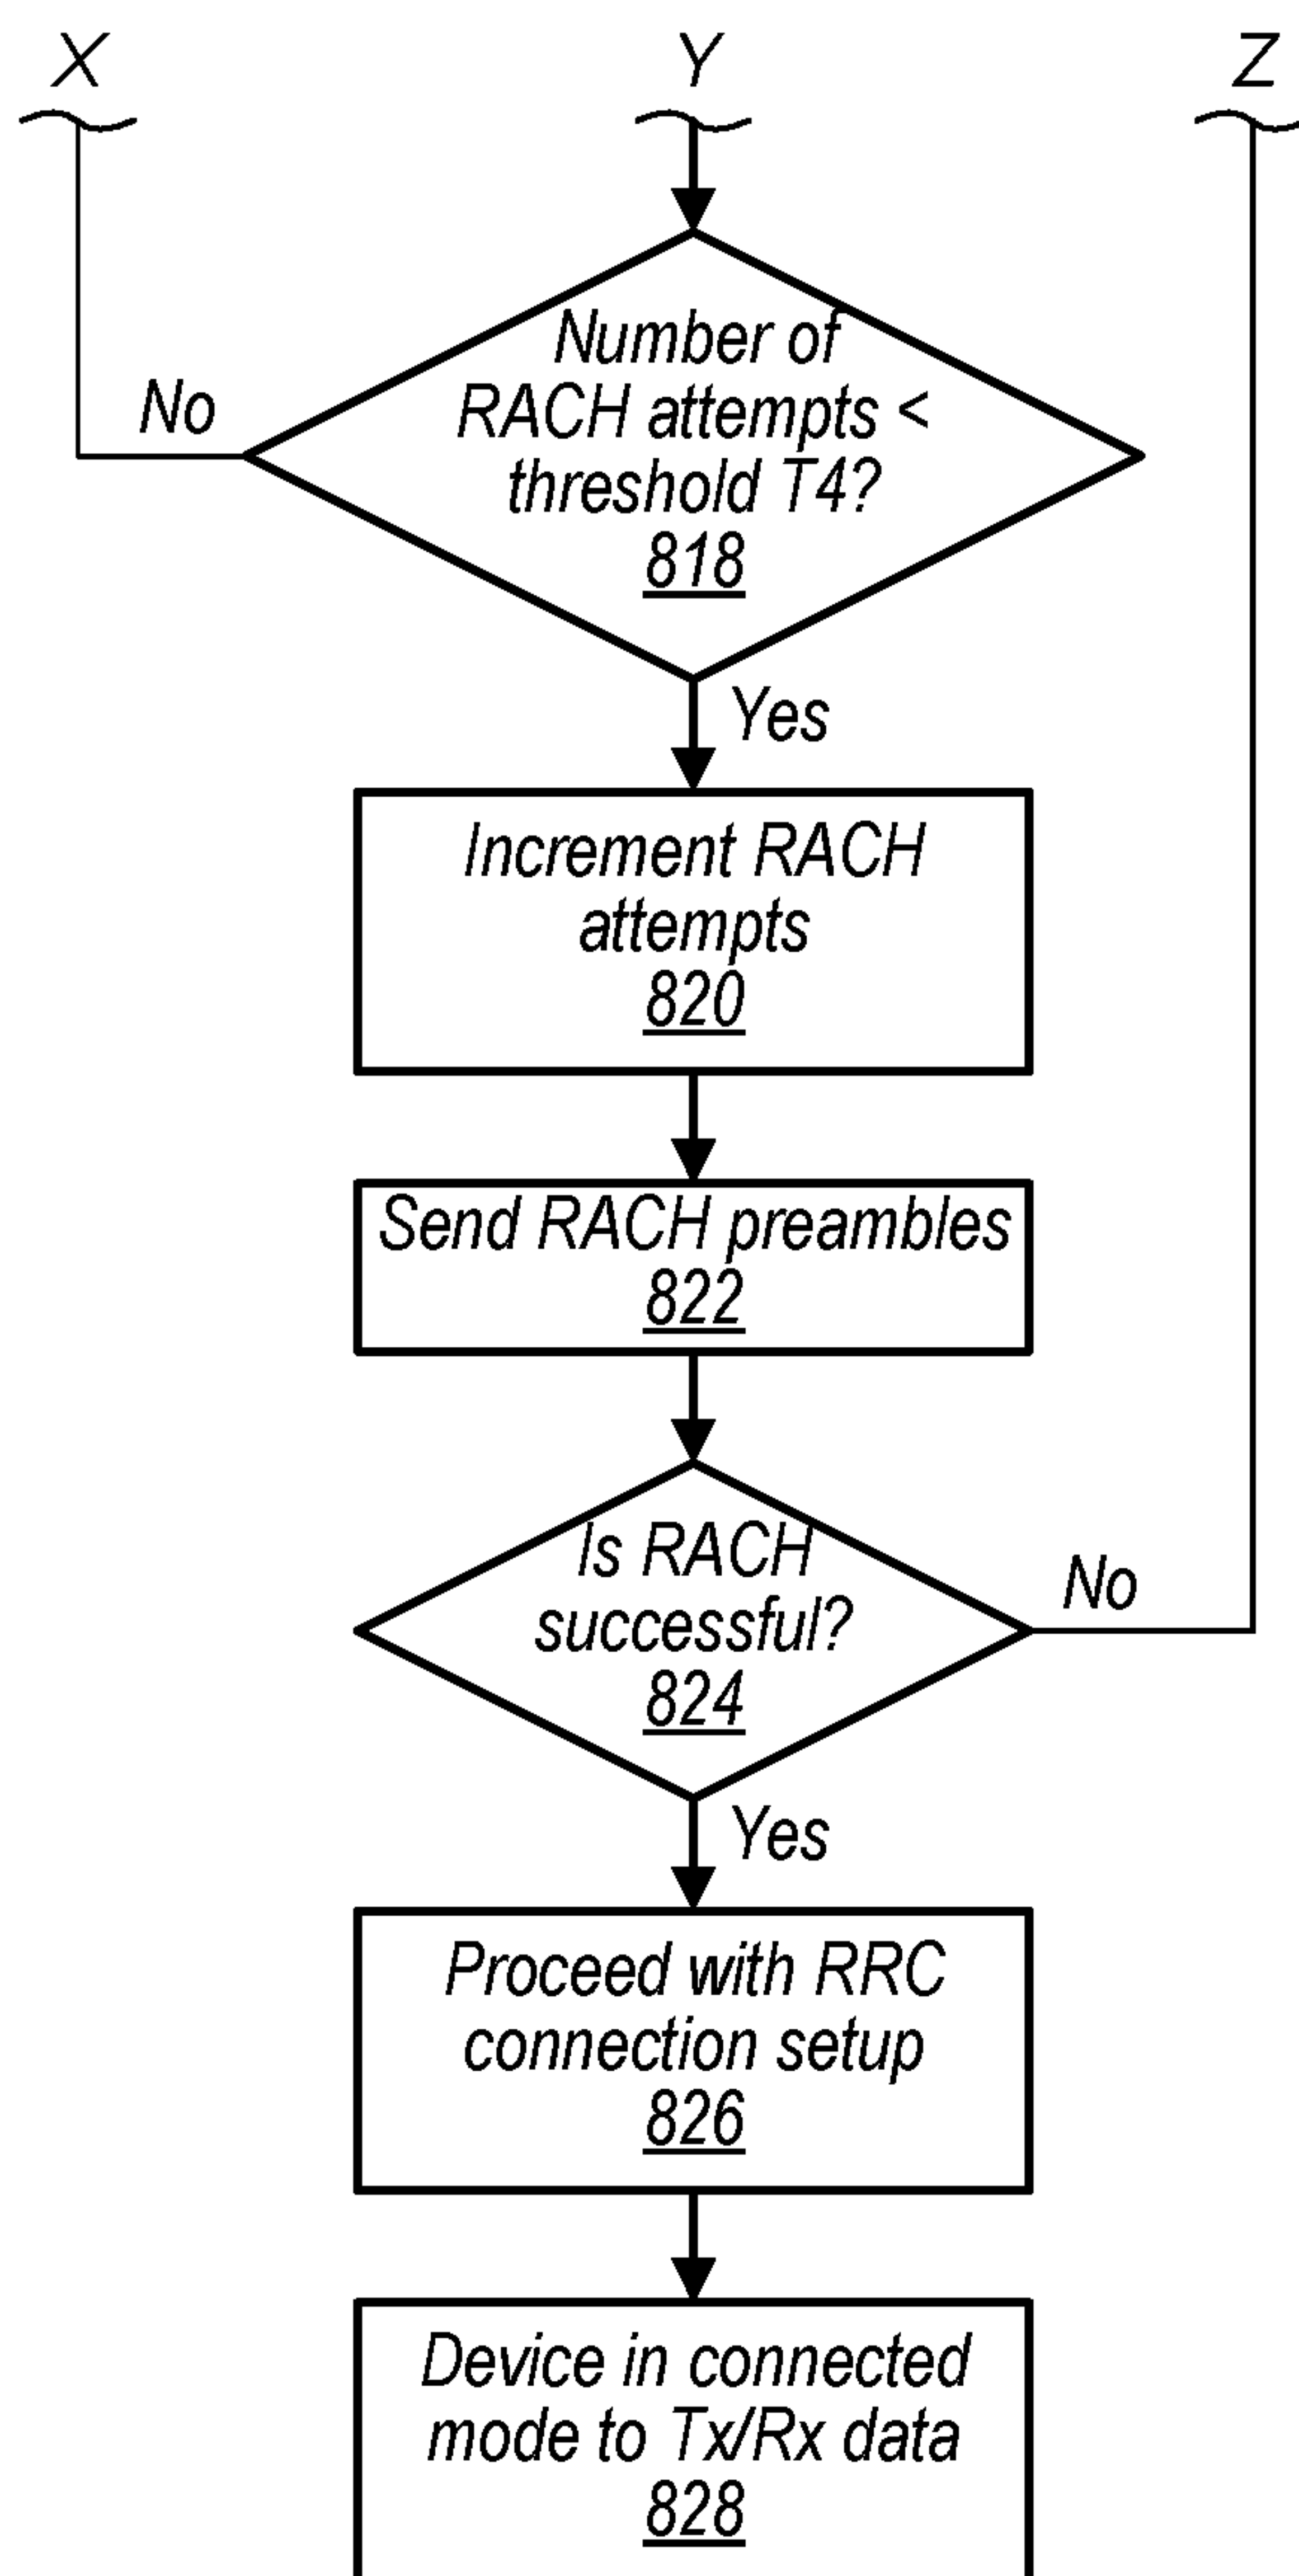 X
Y
Z
Number of
RACH attempts <
threshold T4?
818
No
Yes
Increment RACH
attempts
820
Send RACH preambles
822
Is RACH
successful?
824
No
Yes
Proceed with RRC
connection setup
826
Device in connected
mode to Tx/Rx data
828